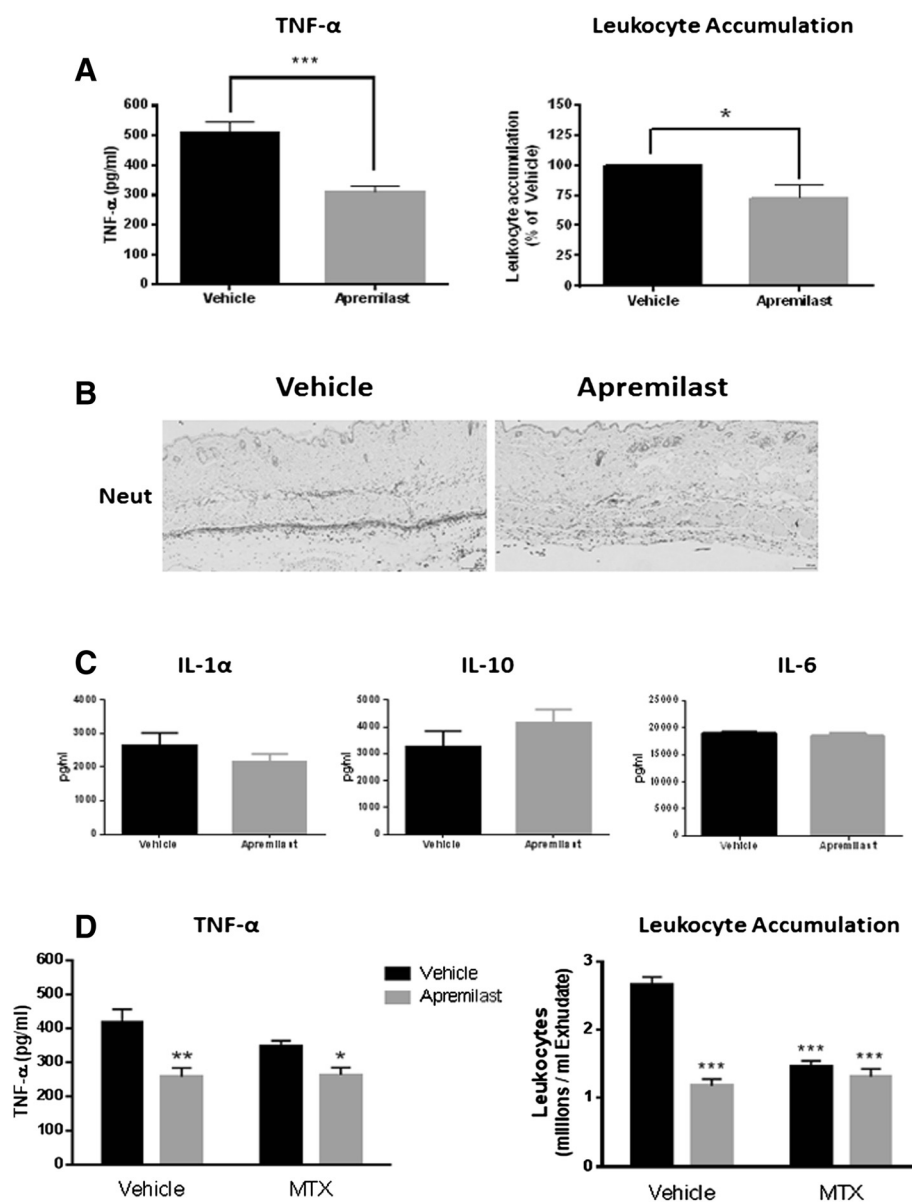 TNF-α
Leukocyte Accumulation
A
***
600
500
400
300
200
100
0
TNF-α (pg/ml)
Vehicle
Apremilast
*
150
125
100
75
50
25
0
Leukocyte accumulation
(% of Vehicle)
Vehicle
Apremilast
B
Vehicle
Apremilast
Neut
C
IL-1α
4000
3000
2000
1000
0
pg/ml
Vehicle
Apremilast
IL-10
5000
4000
3000
2000
1000
0
pg/ml
Vehicle
Apremilast
IL-6
25000
20000
15000
10000
5000
0
pg/ml
Vehicle
Apremilast
D
TNF-α
600
400
300
200
100
0
TNF-α (pg/ml)
**
*
Vehicle
MTX
Vehicle
Apremilast
Leukocyte Accumulation
3
2
1
0
Leukocytes
(millions / ml Exhudate)
***
***
***
Vehicle
MTX